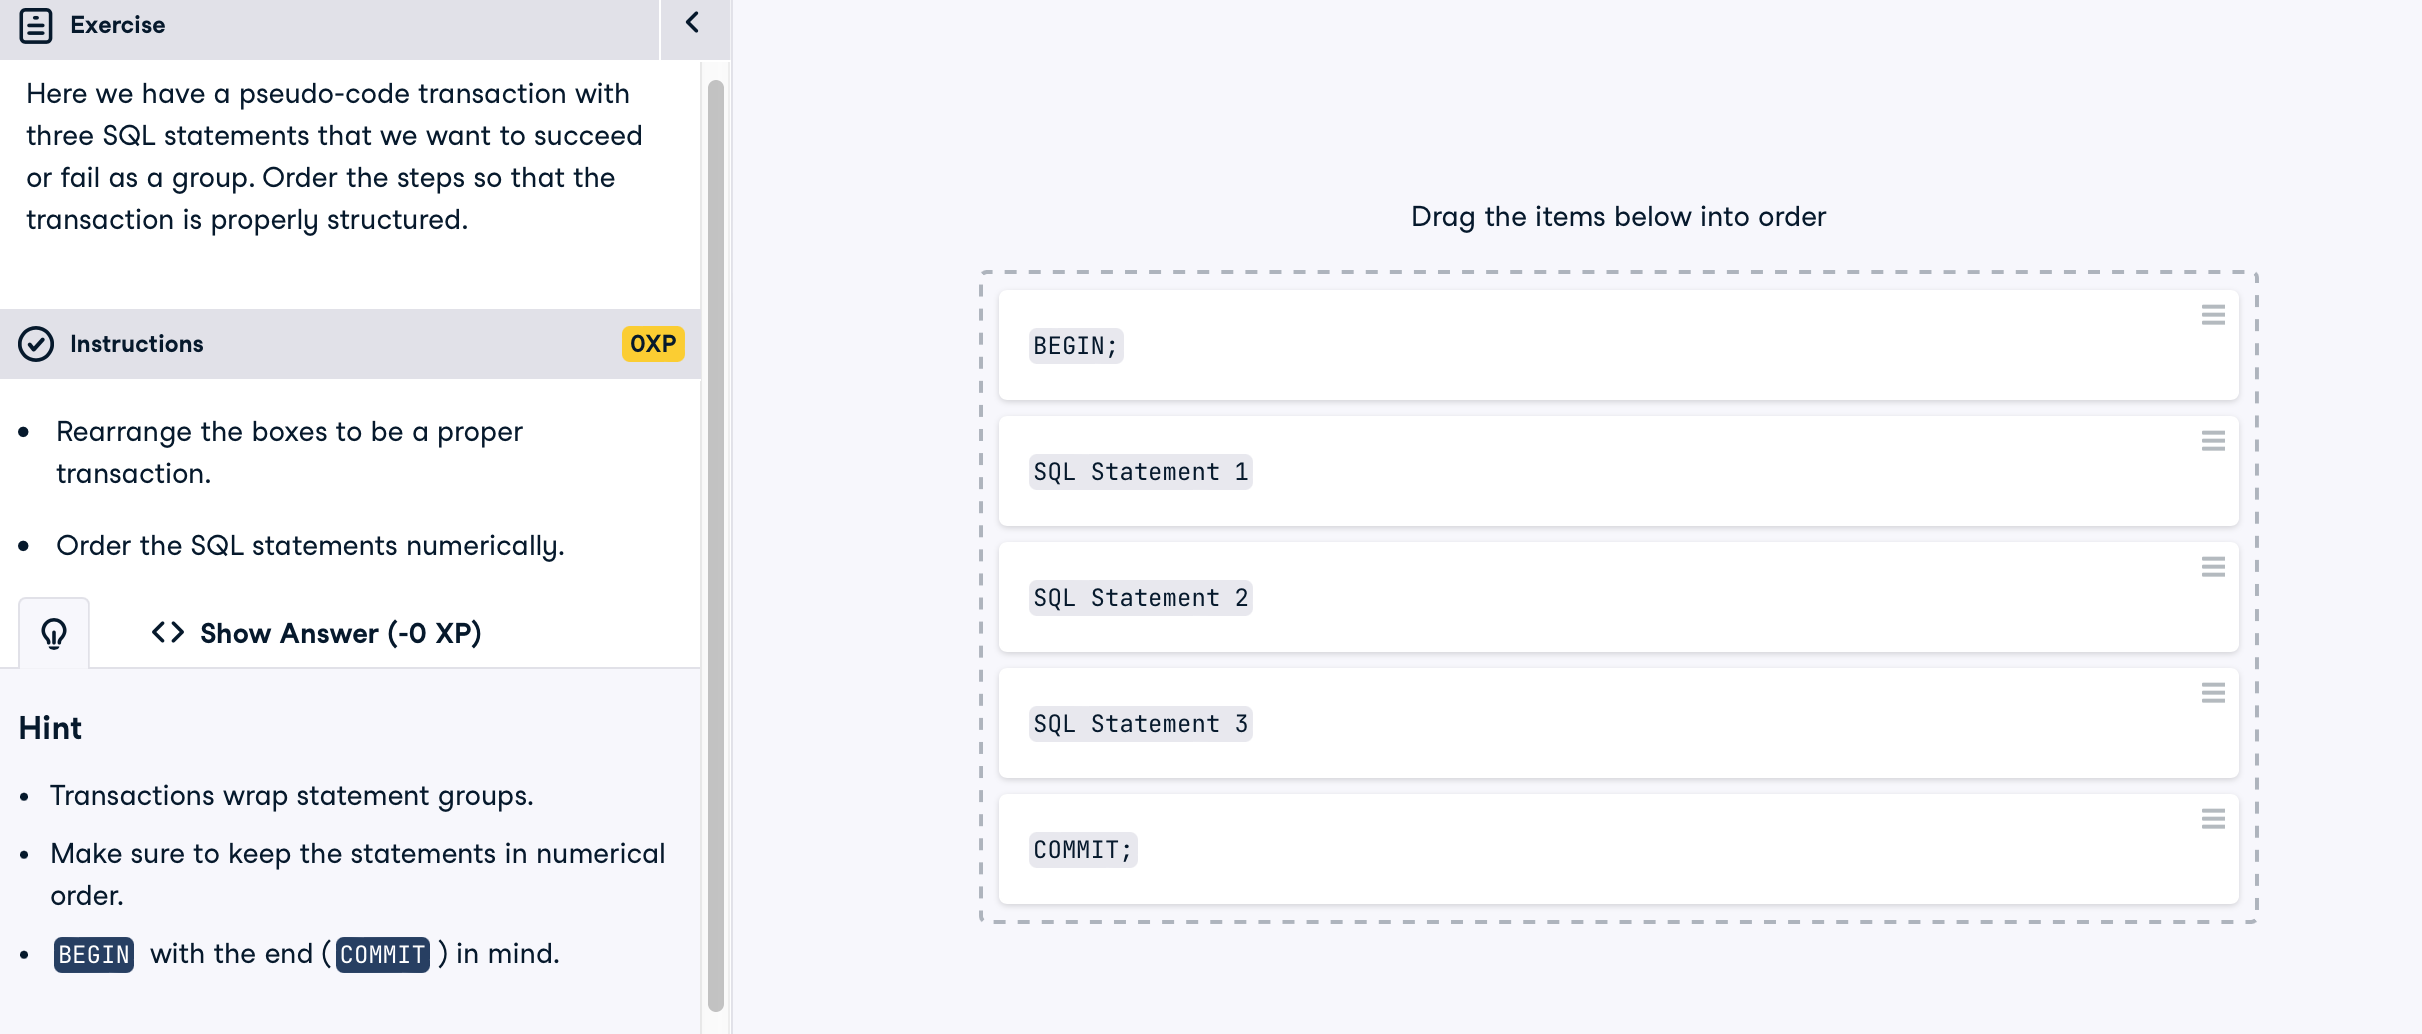 Exercise
Here we have a pseudo-code transaction with
three SQL statements that we want to succeed
or fail as a group. Order the steps so that the
transaction is properly structured.
Instructions
0XP
Rearrange the boxes to be a proper
transaction.
Order the SQL statements numerically.
<> Show Answer (-0 XP)
Hint
Transactions wrap statement groups.
Make sure to keep the statements in numerical
order.
BEGIN with the end (COMMIT) in mind.
Drag the items below into order
BEGIN;
SQL Statement 1
SQL Statement 2
SQL Statement 3
COMMIT;